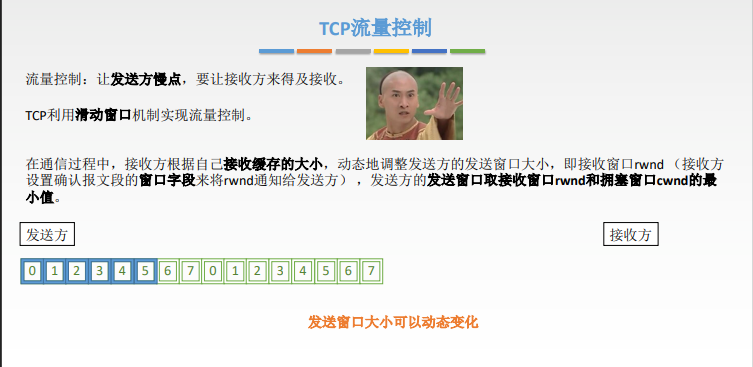 TCP流量控制
流量控制：让发送方慢点，要让接收方来得及接收。
TCP利用滑动窗口机制实现流量控制。
在通信过程中，接收方根据自己接收缓存的大小，动态地调整发送方的发送窗口大小，即接收窗口rwnd（接收方
设置确认报文段的窗口字段来将rwnd通知给发送方），发送方的发送窗口取接收窗口rwnd和拥塞窗口cwnd的最
小值。
发送方 接收方
0 1 2 3 4 5 6 7 0 1 2 3 4 5 6 7
发送窗口大小可以动态变化